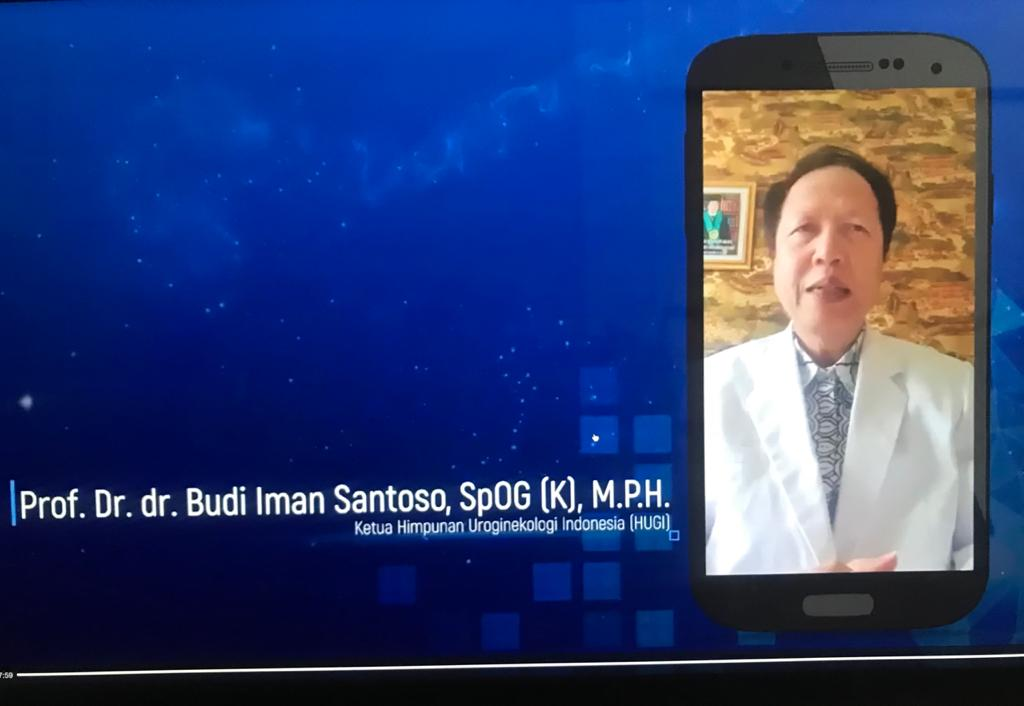 Prof. Dr. dr. Budi Iman Santoso, SpOG (K), M.P.H.
Ketua Himpunan Uroginekologi Indonesia (HUGI)
7:59